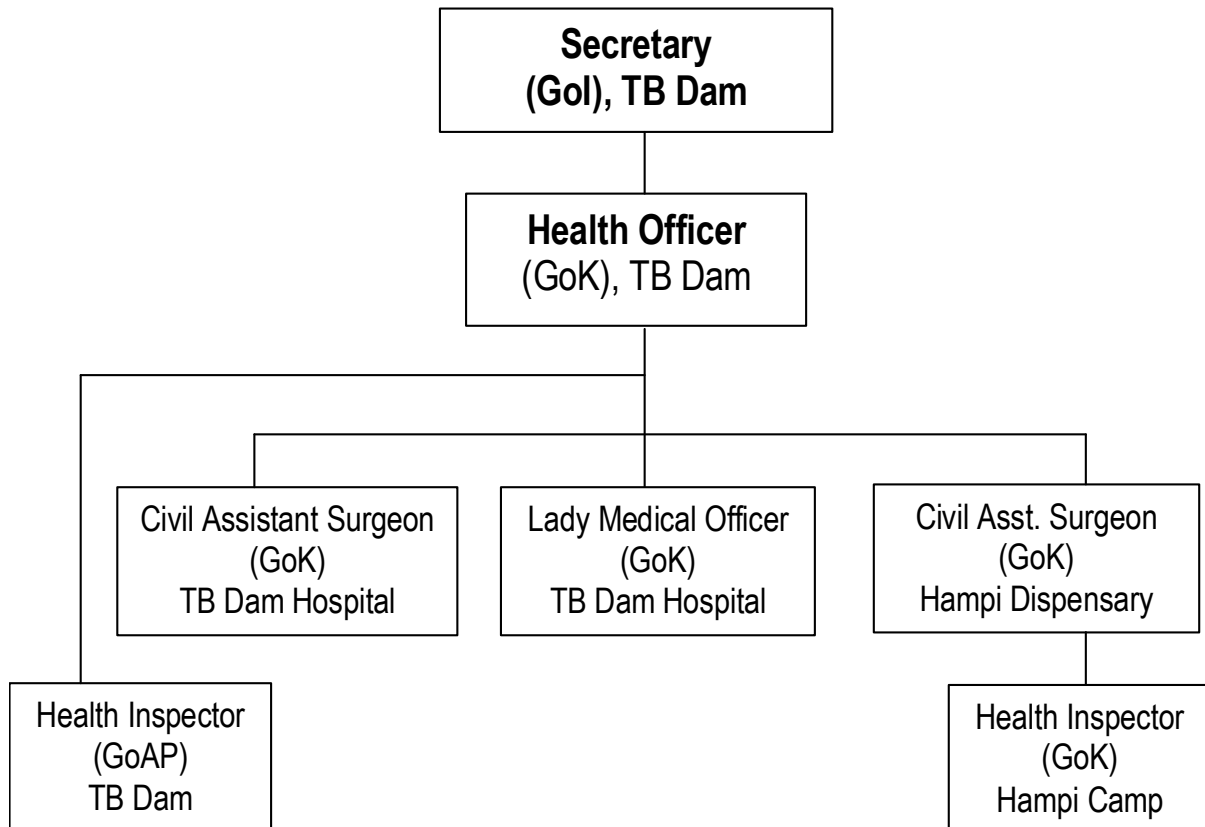 Secretary
(GoI), TB Dam
Health Officer
(GoK), TB Dam
Civil Assistant Surgeon
(GoK)
TB Dam Hospital
Lady Medical Officer
(GoK)
TB Dam Hospital
Civil Asst. Surgeon
(GoK)
Hampi Dispensary
Health Inspector
(GoAP)
TB Dam
Health Inspector
(GoK)
Hampi Camp